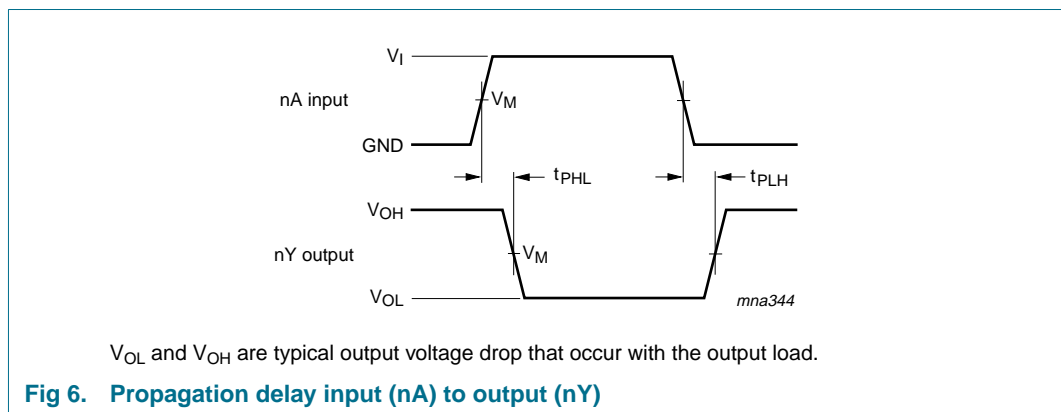 VI
nA input
VM
GND
tPHL
tPLH
VOH
nY output
VM
VOL
mna344
VOL and VOH are typical output voltage drop that occur with the output load.
Fig 6. Propagation delay input (nA) to output (nY)